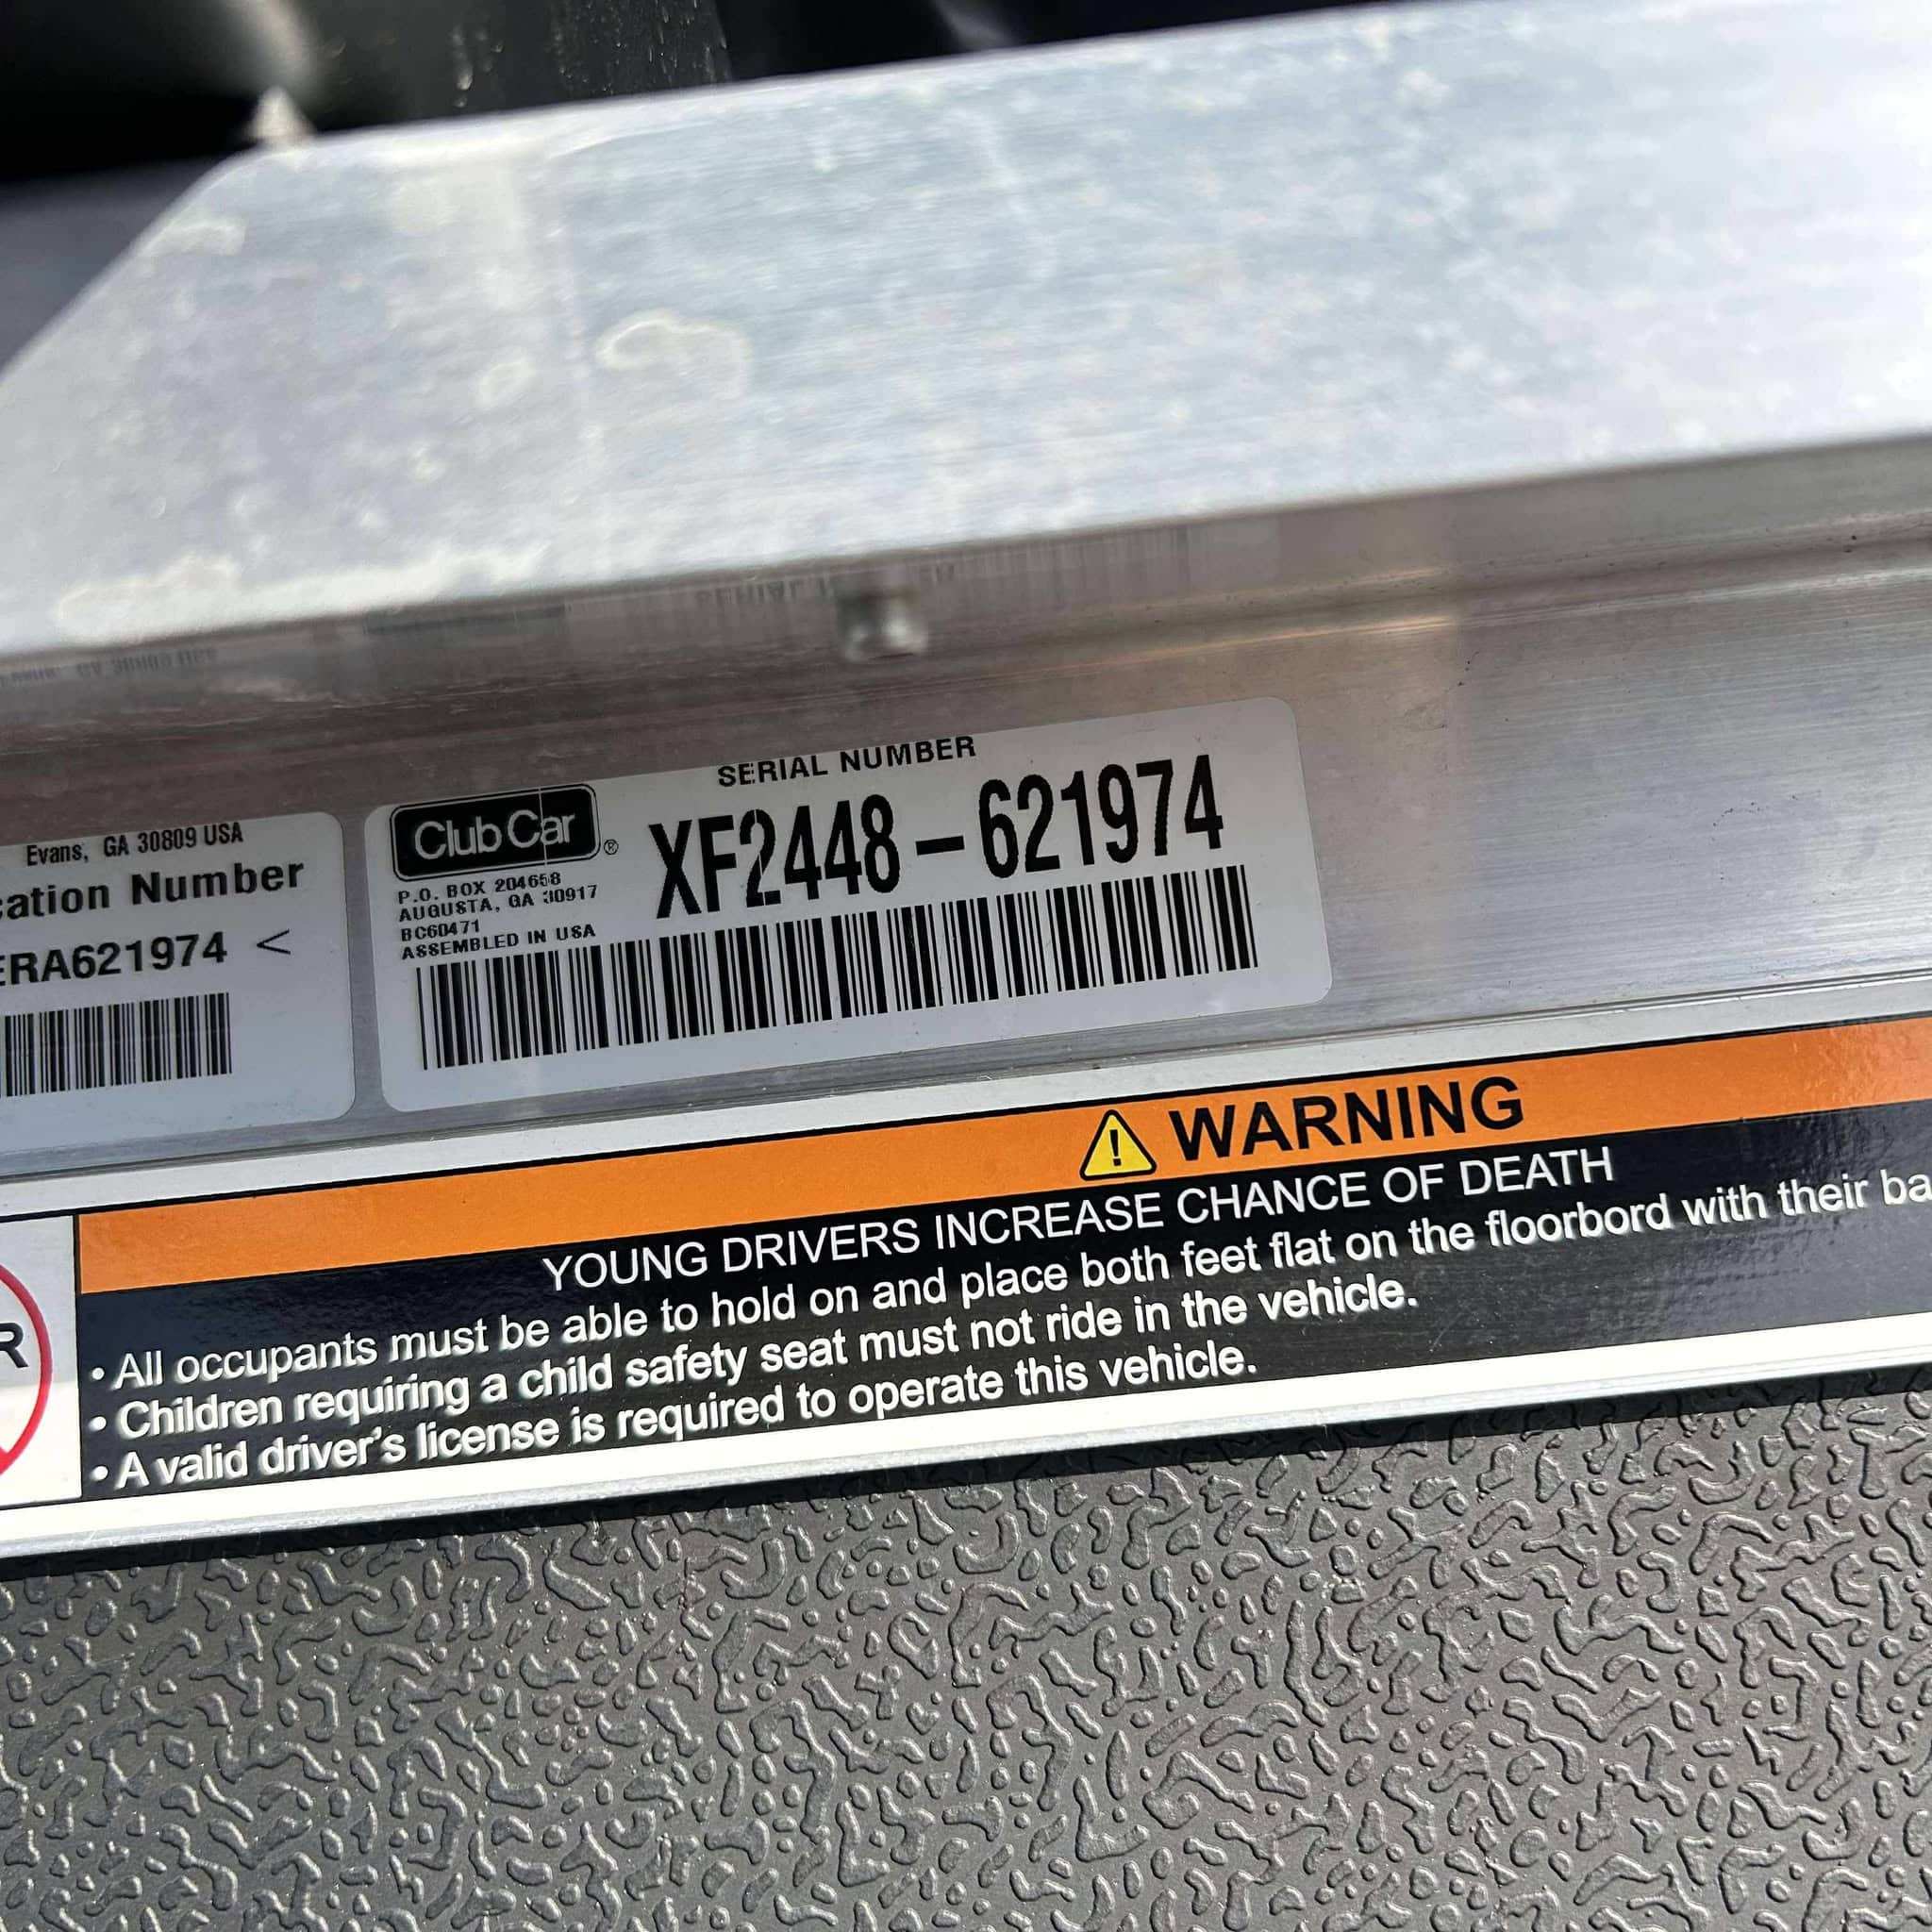 Evans, GA 30809 USA
cation Number
ERA621974 <
SERIAL NUMBER
Club Car ®
XF2448-621974
P.O. BOX 204658
AUGUSTA, GA 30917
BC60471
ASSEMBLED IN USA
WARNING
YOUNG DRIVERS INCREASE CHANCE OF DEATH
• All occupants must be able to hold on and place both feet flat on the floorbord with their ba
• Children requiring a child safety seat must not ride in the vehicle.
• A valid driver's license is required to operate this vehicle.
R